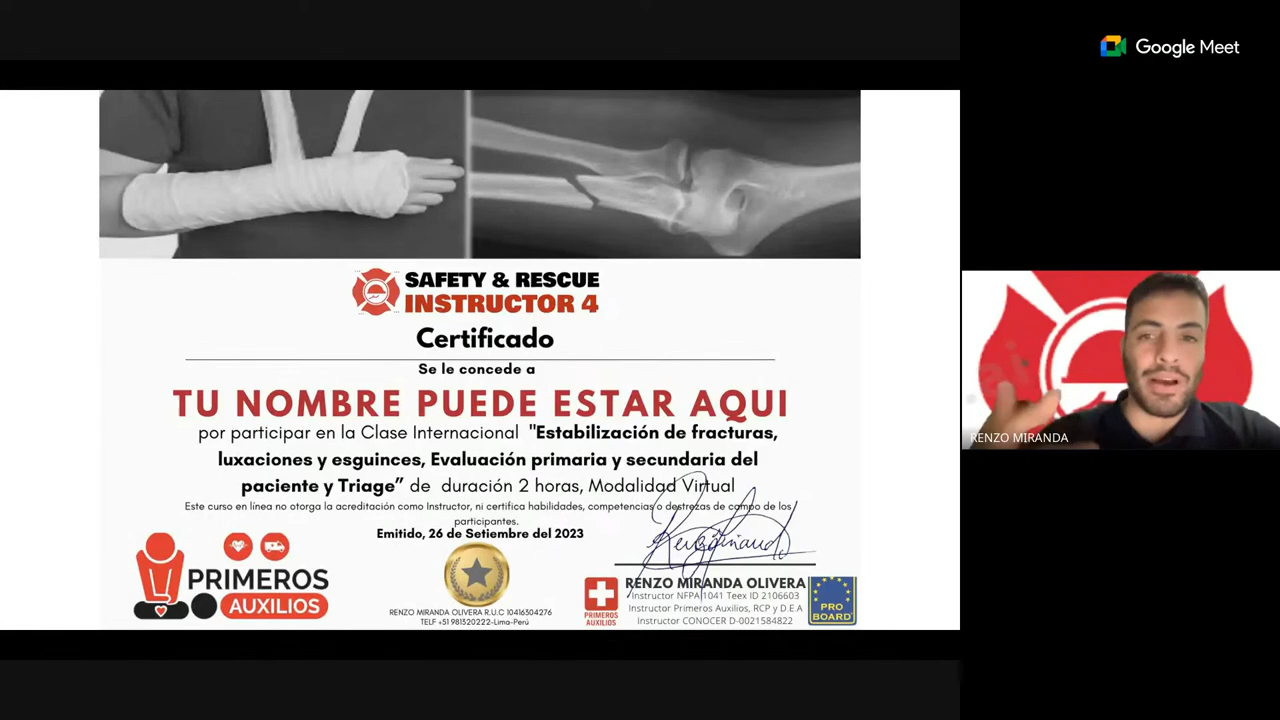 Google Meet
SAFETY & RESCUE
INSTRUCTOR 4
Certificado
Se le concede a
TU NOMBRE PUEDE ESTAR AQUI
por participar en la Clase Internacional "Estabilización de fracturas,
luxaciones y esguinces, Evaluación primaria y secundaria del
paciente y Triage” de duración 2 horas, Modalidad Virtual
Este curso en línea no otorga la acreditación como Instructor, ni certifica habilidades, competencias o destrezas de campo de los
participantes.
Emitido, 26 de Setiembre del 2023
PRIMEROS
AUXILIOS
RENZO MIRANDA OLIVERA R.U.C 10416304276
TELF +51 981320222-Lima-Perú
PRIMEROS
AUXILIOS
RENZO MIRANDA OLIVERA
Instructor NFPA 1041 Teex ID 2106603
Instructor Primeros Auxilios, RCP y D.E.A
Instructor CONOCER D-0021584822
PRO
BOARD
RENZO MIRANDA